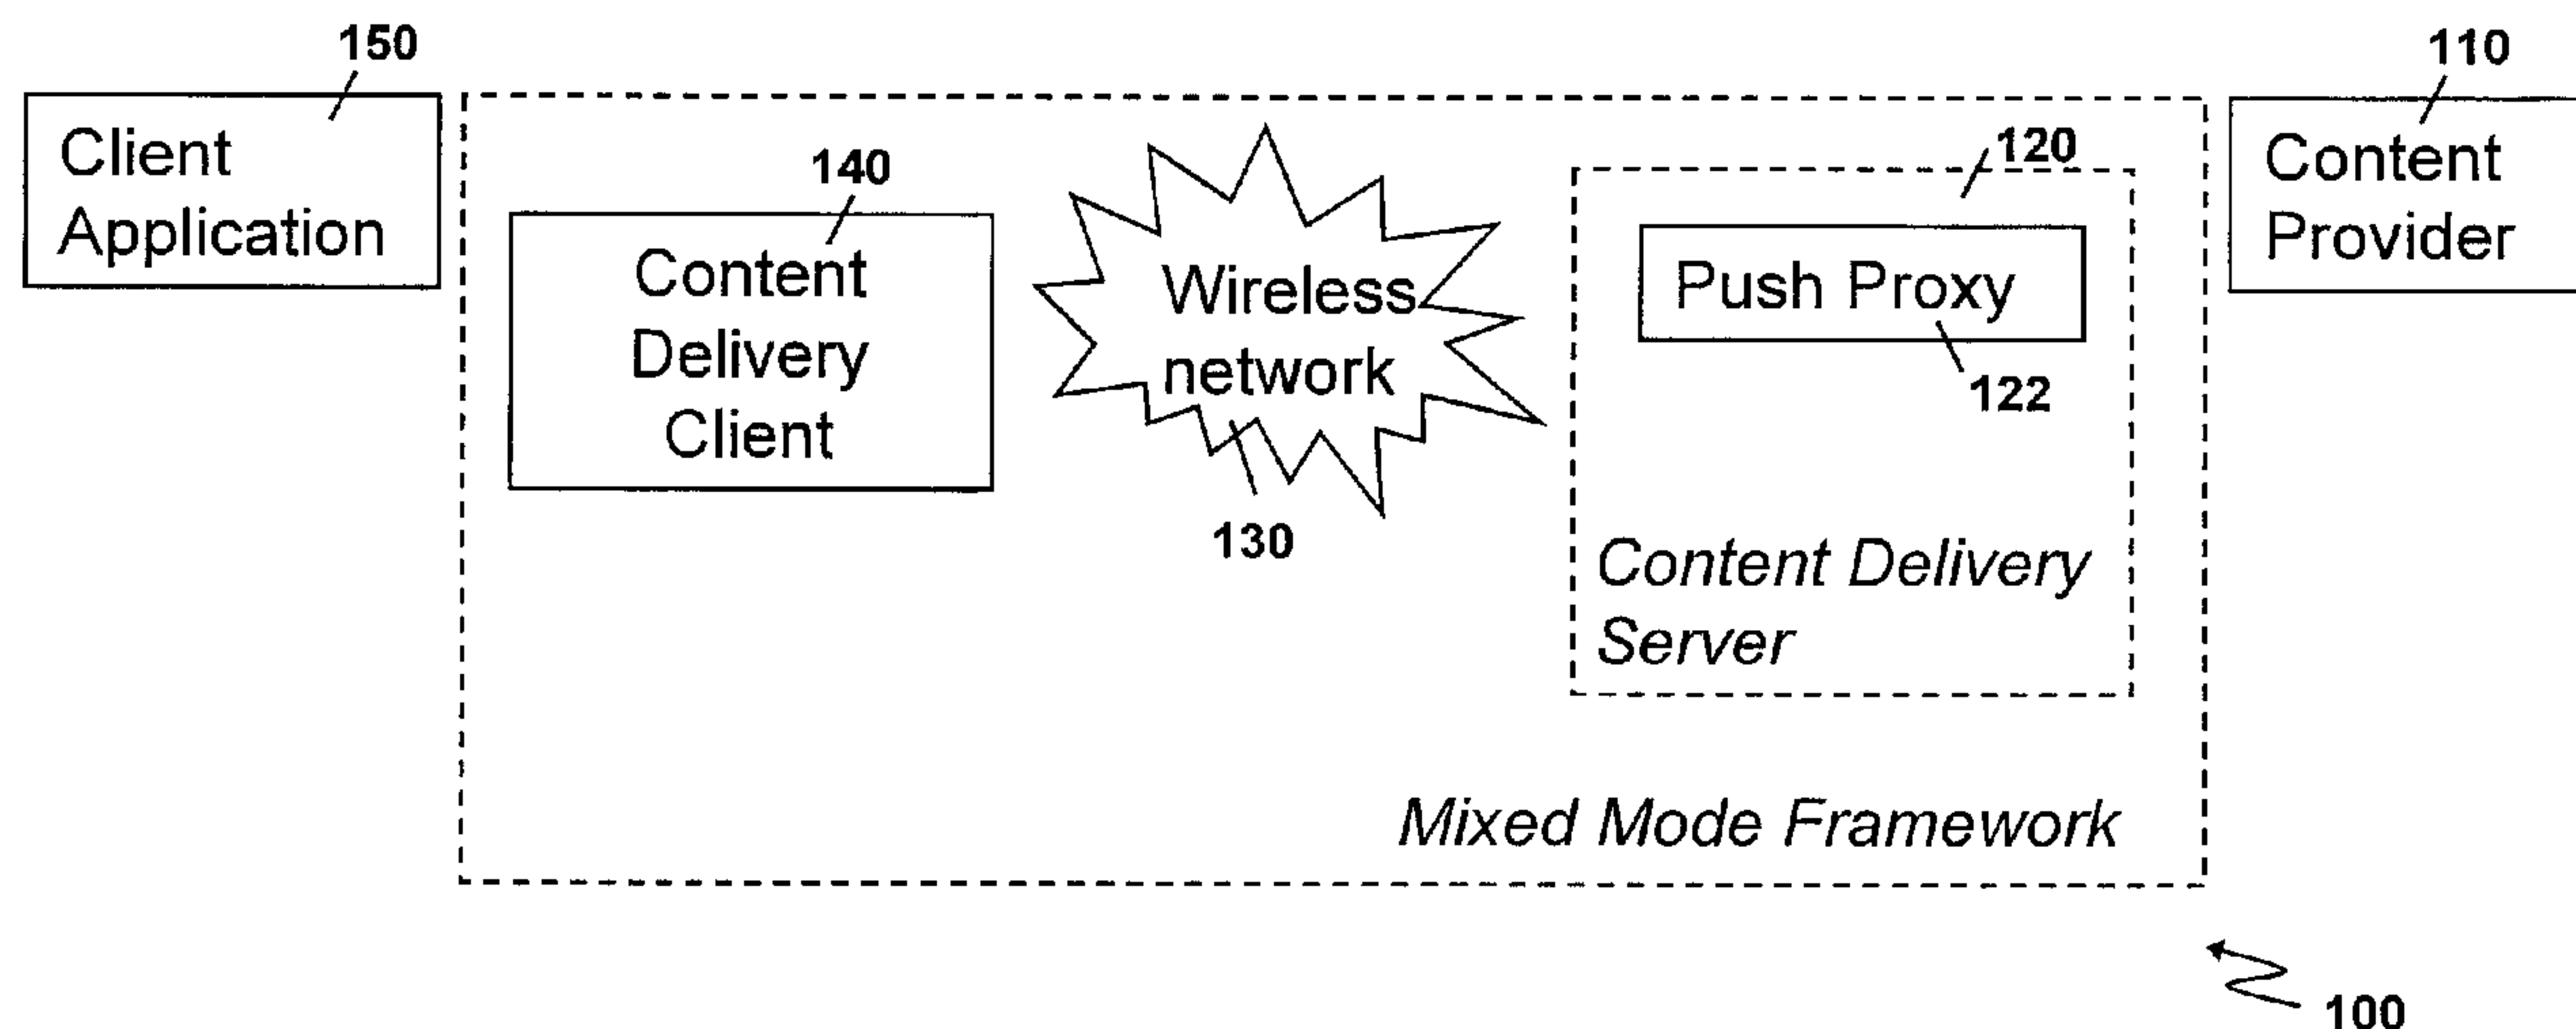 150
Client
Application
140
Content
Delivery
Client
Wireless
network
130
120
Push Proxy
122
Content Delivery
Server
Mixed Mode Framework
110
Content
Provider
100